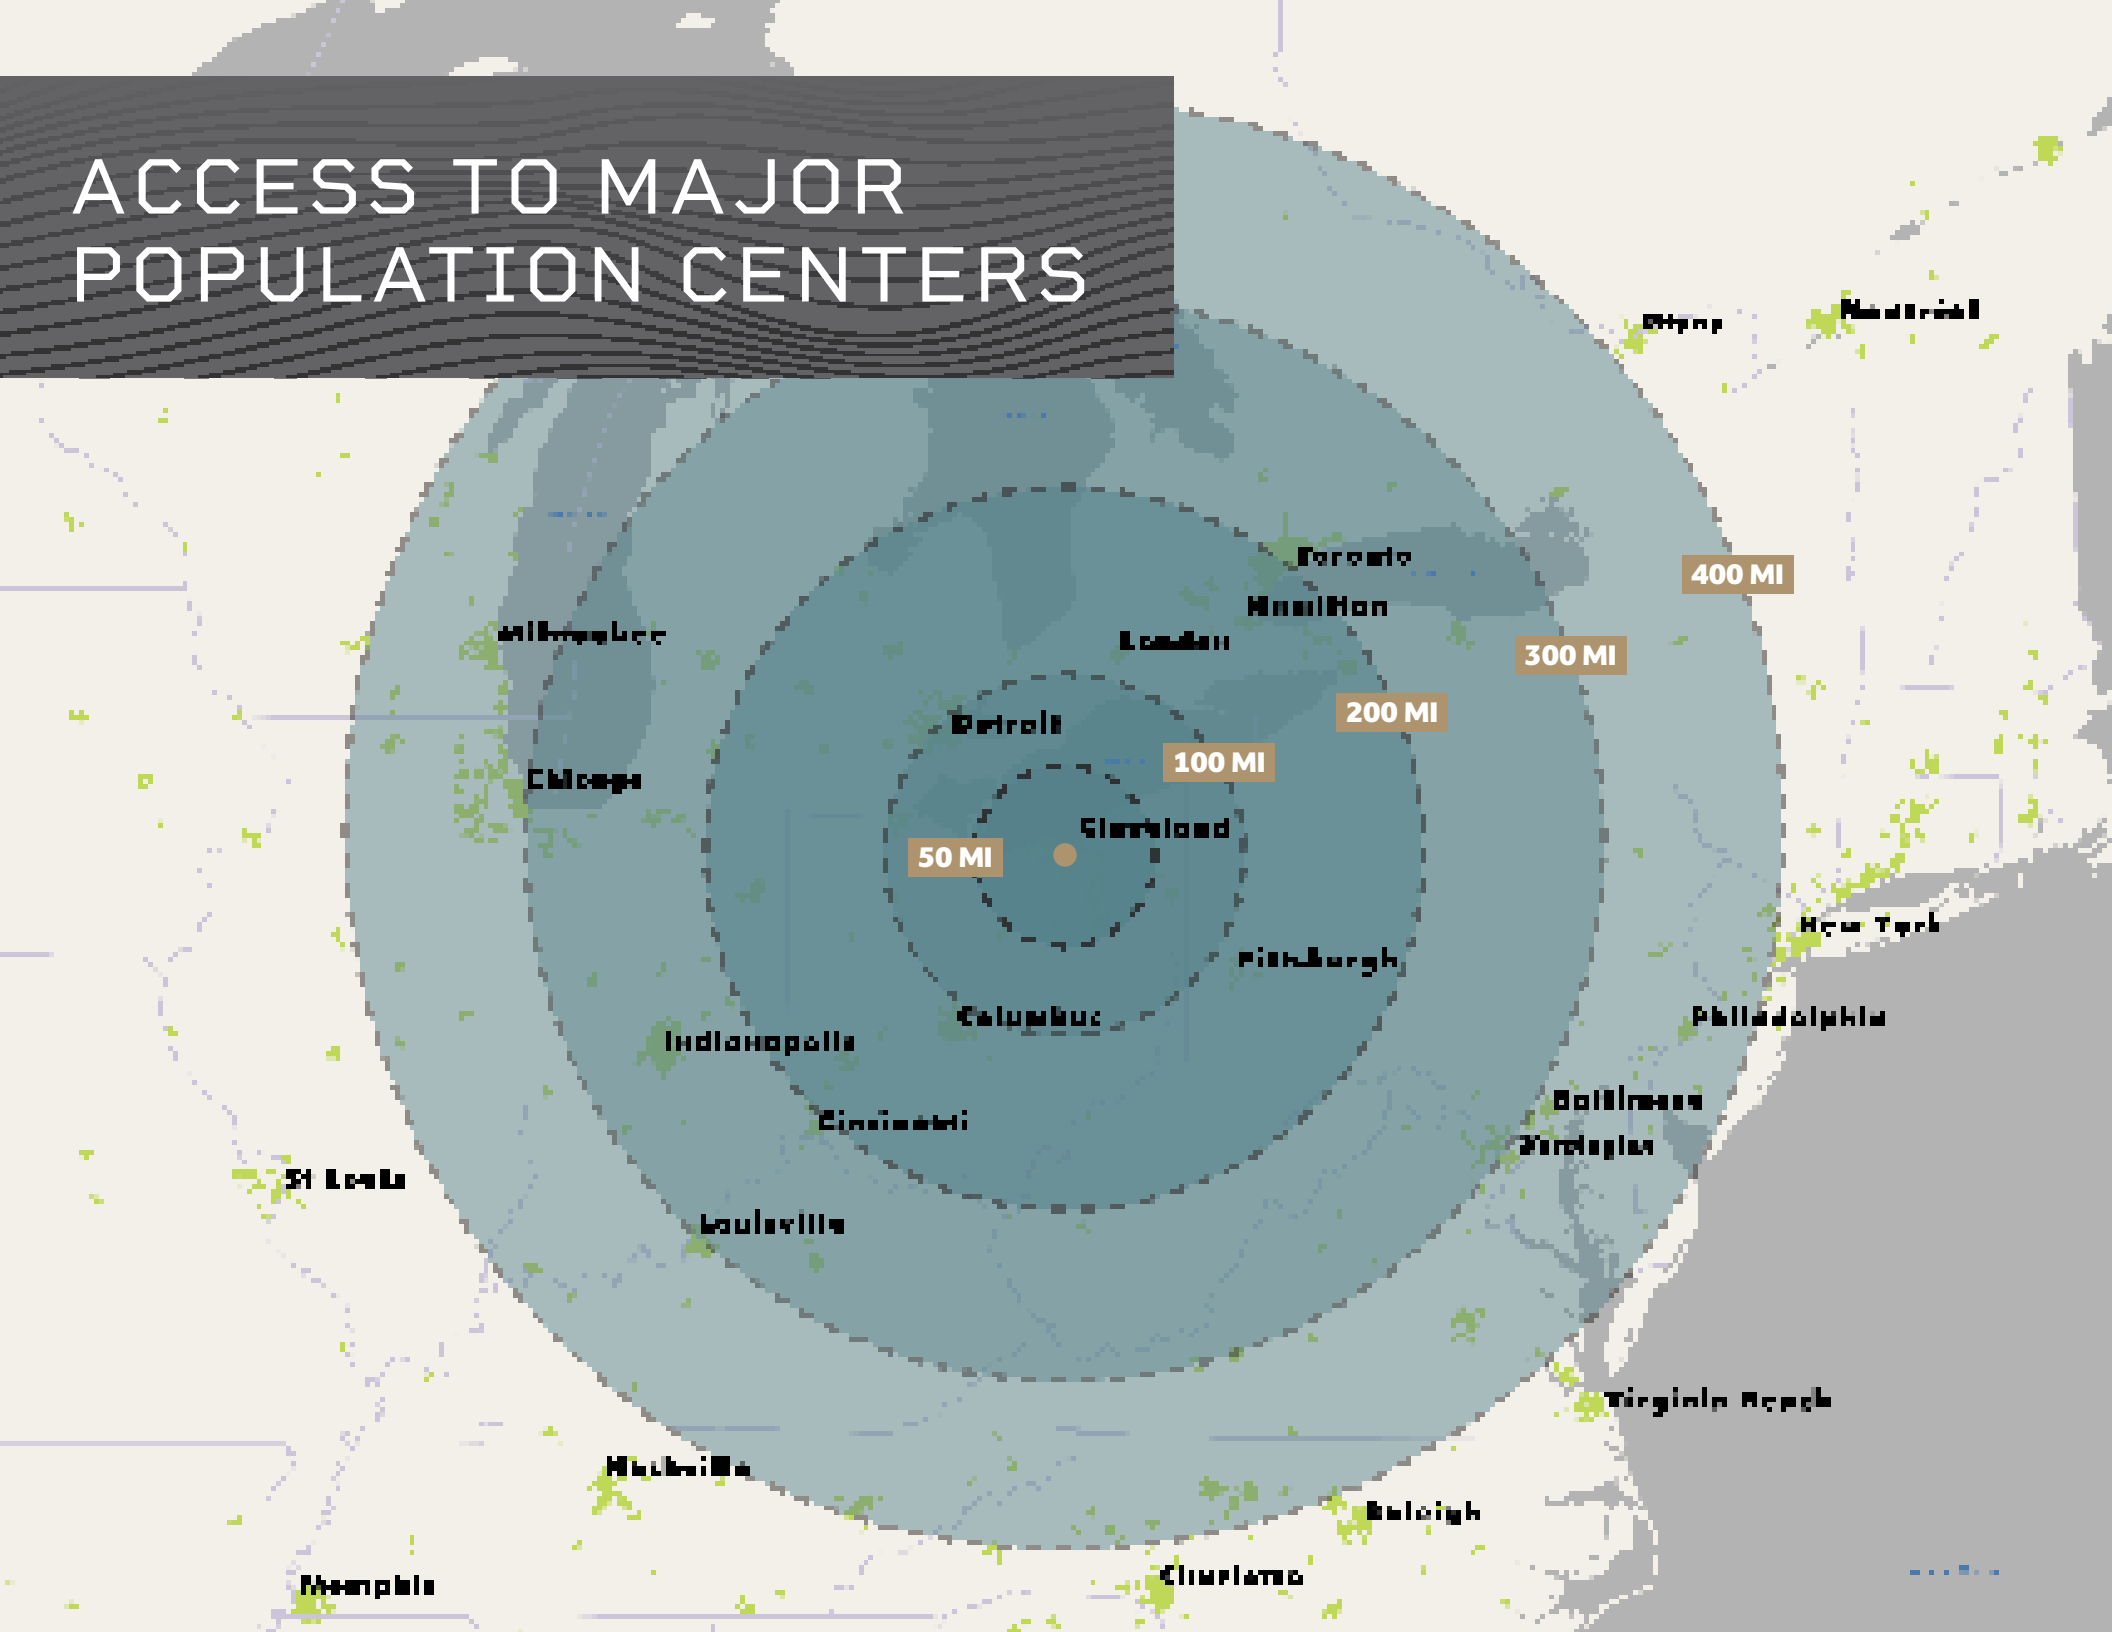 ACCESS TO MAJOR
POPULATION CENTERS
Montreal
Toronto
400 MI
Hamilton
Milwaukee
London
300 MI
200 MI
Detroit
100 MI
Chicago
Cleveland
50 MI
New York
Pittsburgh
Columbus
Philadelphia
Indianapolis
Baltimore
Cincinnati
Washington
St Louis
Louisville
Virginia Beach
Nashville
Raleigh
Charlotte
Memphis